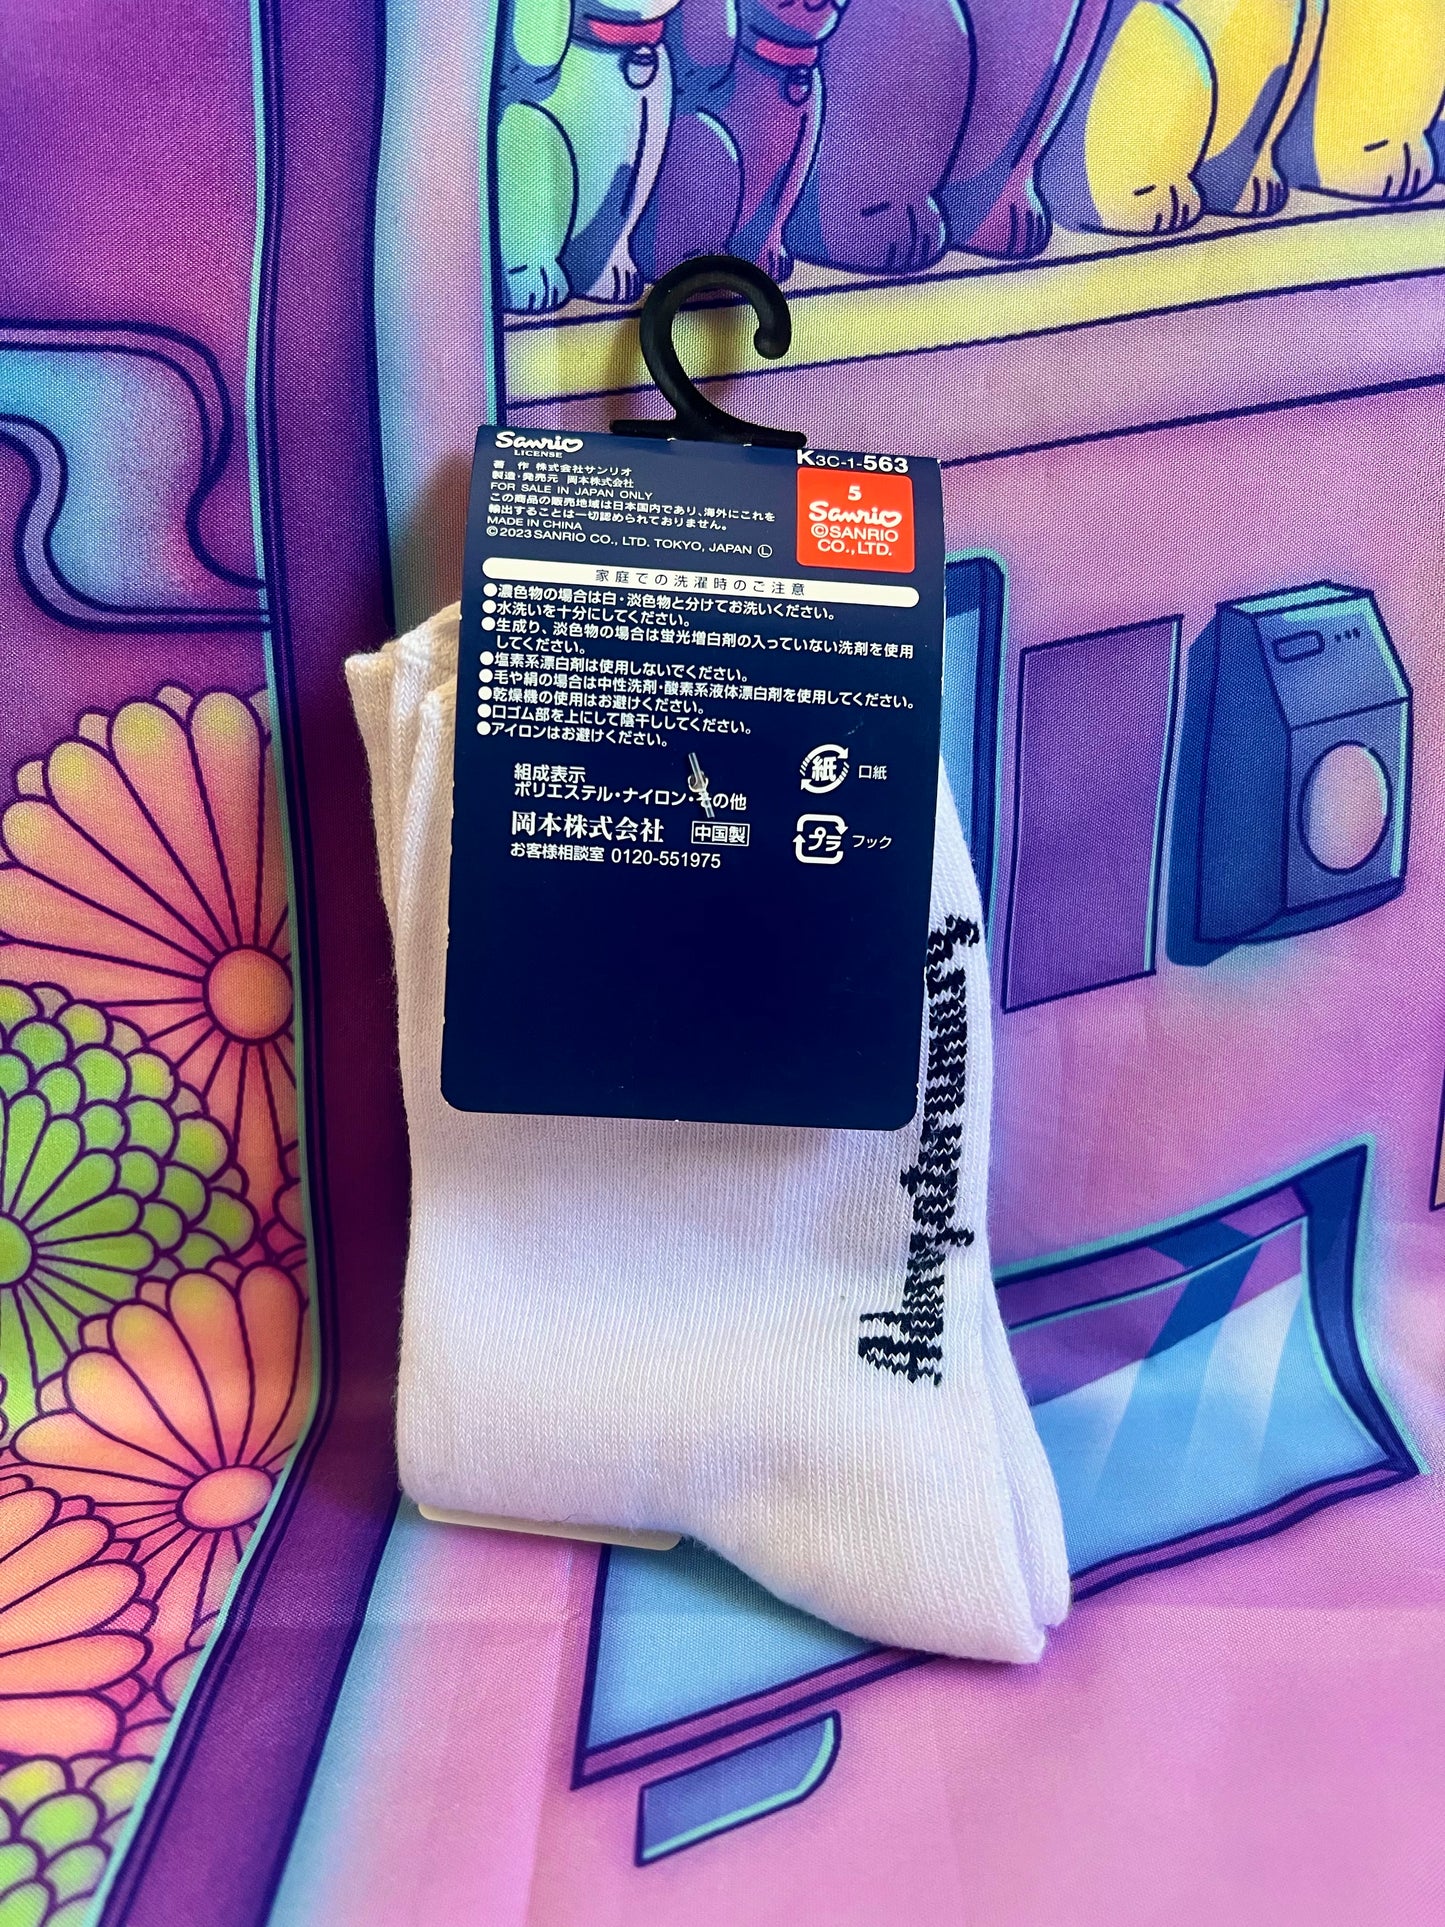 Sanrio
LICENSE
著　作 株式会社サンリオ
製造・発売元 岡本株式会社
FOR SALE IN JAPAN ONLY
この商品の販売地域は日本国内であり、海外にこれを
輸出することは一切認められておりません。
MADE IN CHINA
©2023 SANRIO CO., LTD. TOKYO, JAPAN Ⓛ
K3C-1-563
5
Sanrio
©SANRIO
CO.,LTD.
家庭での洗濯時のご注意
●濃色物の場合は白・淡色物と分けてお洗いください。
●水洗いを十分にしてください。
●生成り、淡色物の場合は蛍光増白剤の入っていない洗剤を使用
してください。
●塩素系漂白剤は使用しないでください。
●毛や絹の場合は中性洗剤・酸素系液体漂白剤を使用してください。
●乾燥機の使用はお避けください。
●口ゴム部を上にして陰干ししてください。
●アイロンはお避けください。
組成表示
ポリエステル・ナイロン・その他
岡本株式会社 中国製
お客様相談室 0120-551975
紙 口紙
プラ フック